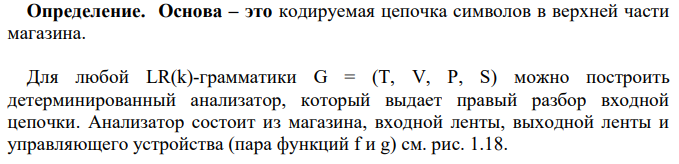 Определение. Основа – это кодируемая цепочка символов в верхней части
магазина.
Для любой LR(k)-грамматики G = (T, V, P, S) можно построить
детерминированный анализатор, который выдает правый разбор входной
цепочки. Анализатор состоит из магазина, входной ленты, выходной ленты и
управляющего устройства (пара функций f и g) см. рис. 1.18.